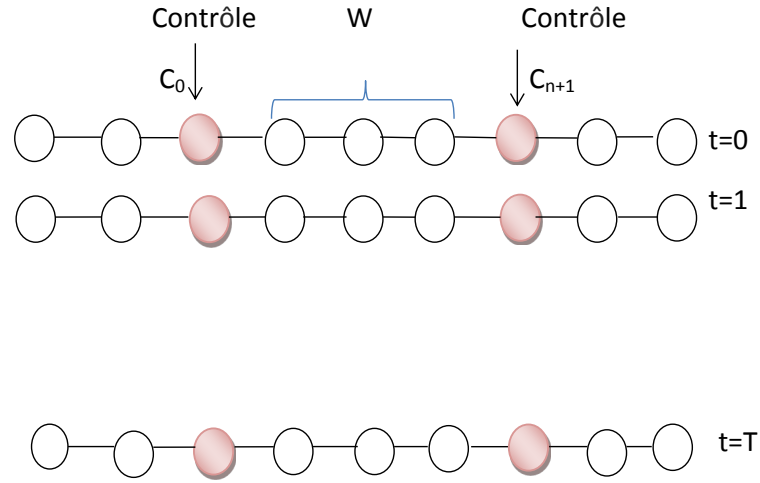 Contrôle W Contrôle
C₀ Cₙ₊₁
t=0
t=1
t=T